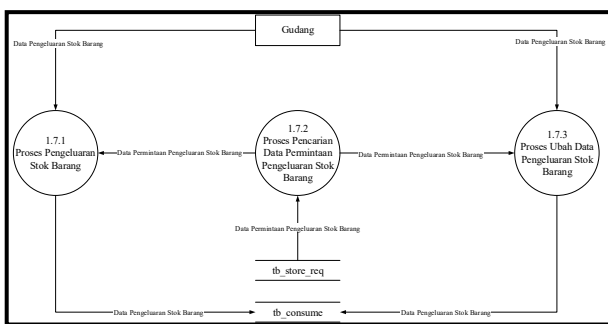 Gudang
Data Pengeluaran Stok Barang
Data Pengeluaran Stok Barang
1.7.1
Proses Pengeluaran
Stok Barang
Data Permintaan Pengeluaran Stok Barang
1.7.2
Proses Pencarian
Data Permintaan
Pengeluaran Stok
Barang
Data Permintaan Pengeluaran Stok Barang
1.7.3
Proses Ubah Data
Pengeluaran Stok
Barang
Data Permintaan Pengeluaran Stok Barang
tb_store_req
Data Pengeluaran Stok Barang
tb_consume
Data Pengeluaran Stok Barang